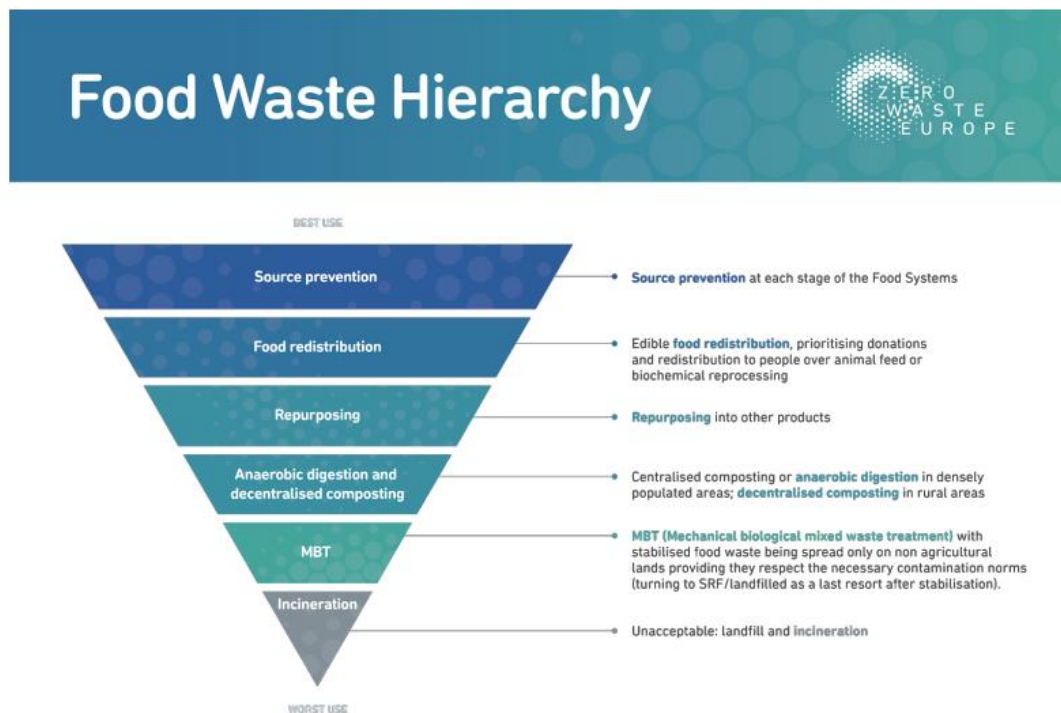 Food Waste Hierarchy
ZERO
WASTE
EUROPE
BEST USE
Source prevention
Source prevention at each stage of the Food Systems
Food redistribution
Edible food redistribution, prioritising donations
and redistribution to people over animal feed or
biochemical reprocessing
Repurposing
Repurposing into other products
Anaerobic digestion and
decentralised composting
Centralised composting or anaerobic digestion in densely
populated areas; decentralised composting in rural areas
MBT
MBT (Mechanical biological mixed waste treatment) with
stabilised food waste being spread only on non agricultural
lands providing they respect the necessary contamination norms
(turning to SRF/landfilled as a last resort after stabilisation).
Incineration
Unacceptable: landfill and incineration
WORST USE